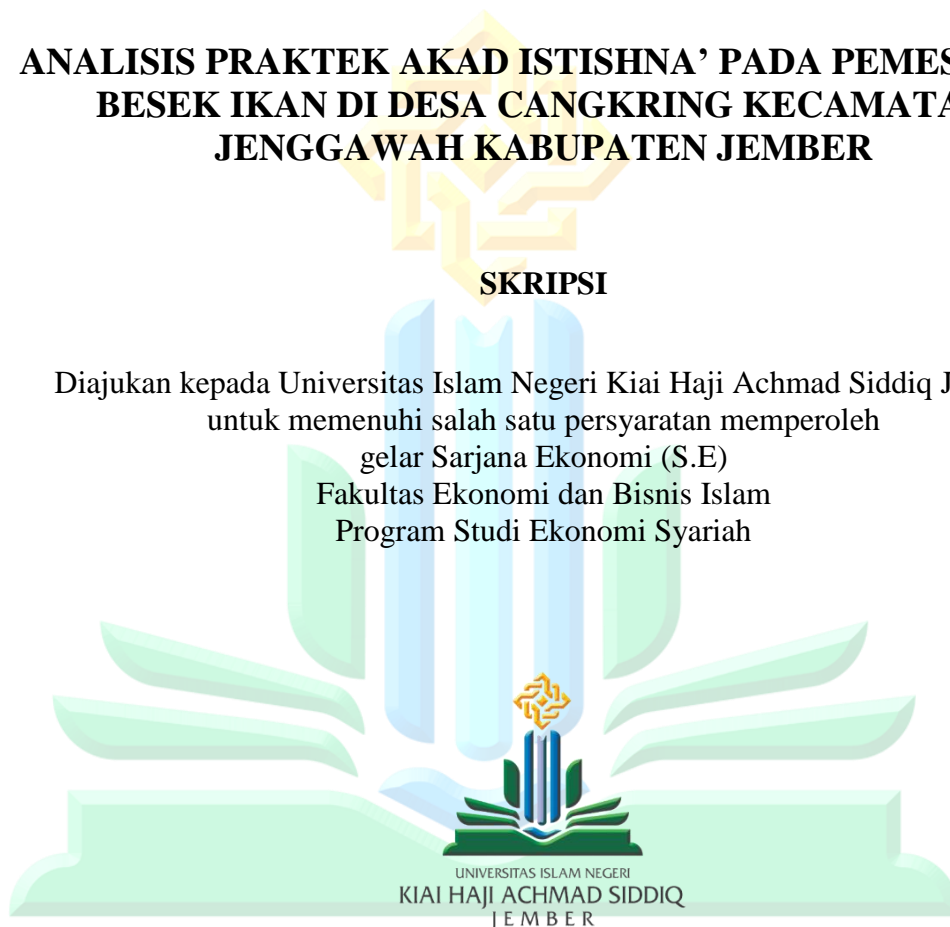 ANALISIS PRAKTEK AKAD ISTISHNA’ PADA PEMES
BESEK IKAN DI DESA CANGKRING KECAMATA
JENGGAWAH KABUPATEN JEMBER
SKRIPSI
Diajukan kepada Universitas Islam Negeri Kiai Haji Achmad Siddiq J
untuk memenuhi salah satu persyaratan memperoleh
gelar Sarjana Ekonomi (S.E)
Fakultas Ekonomi dan Bisnis Islam
Program Studi Ekonomi Syariah
UNIVERSITAS ISLAM NEGERI
KIAI HAJI ACHMAD SIDDIQ
JEMBER